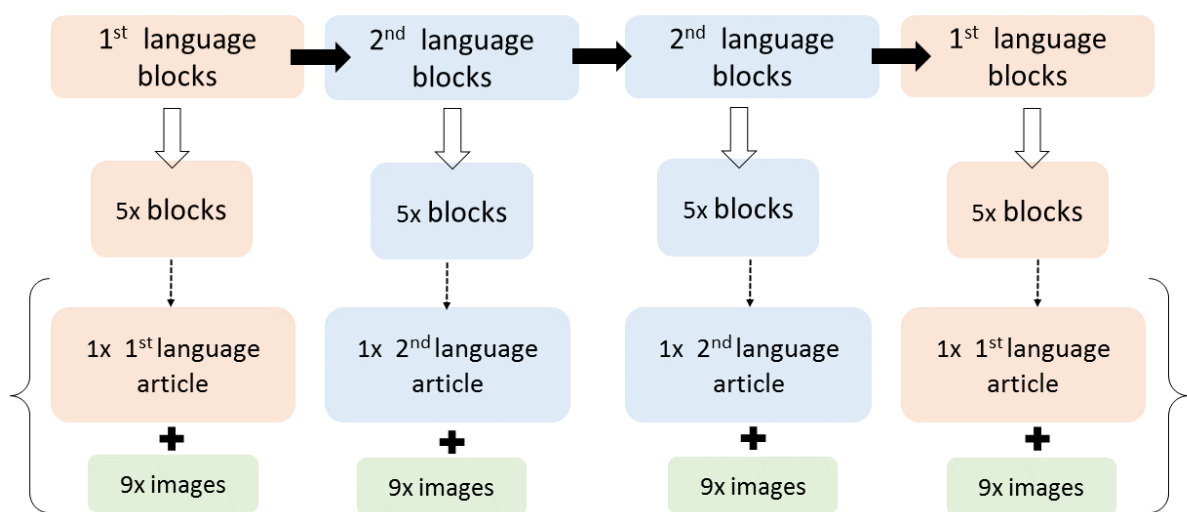 1st language
blocks
2nd language
blocks
2nd language
blocks
1st language
blocks
5x blocks
5x blocks
5x blocks
5x blocks
1x 1st language
article
1x 2nd language
article
1x 2nd language
article
1x 1st language
article
+
+
+
+
9x images
9x images
9x images
9x images